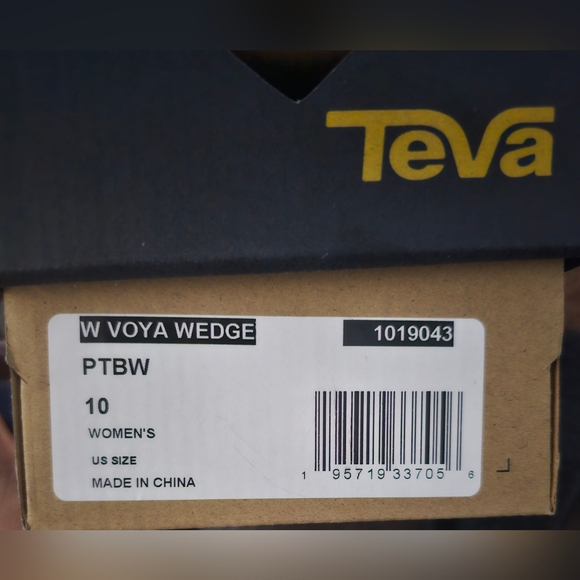 Teva
W VOYA WEDGE 1019043
PTBW
10
WOMEN'S
US SIZE
MADE IN CHINA
1 95719 33705 6